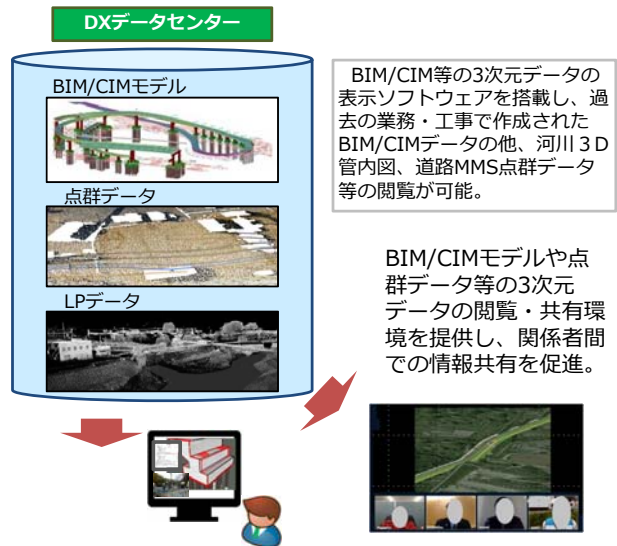 DXデータセンター
BIM/CIMモデル
点群データ
LPデータ
BIM/CIM等の3次元データの
表示ソフトウェアを搭載し、過
去の業務・工事で作成された
BIM/CIMデータの他、河川３D
管内図、道路MMS点群データ
等の閲覧が可能。
BIM/CIMモデルや点
群データ等の3次元
データの閲覧・共有環
境を提供し、関係者間
での情報共有を促進。